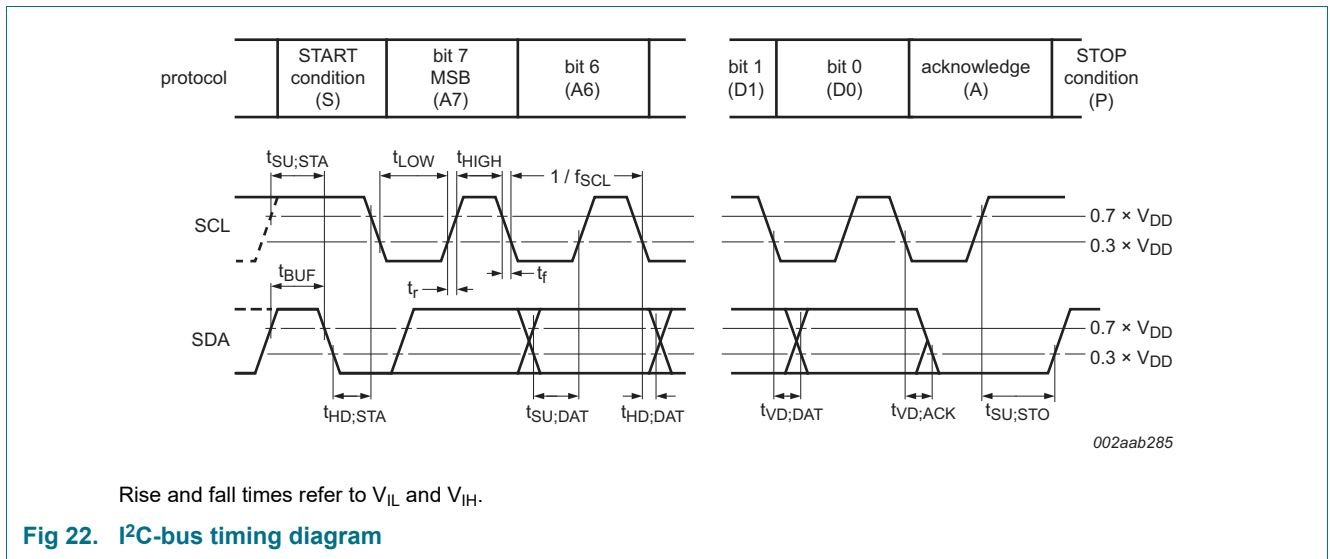 protocol
START
condition
(S)
bit 7
MSB
(A7)
bit 6
(A6)
bit 1
(D1)
bit 0
(D0)
acknowledge
(A)
STOP
condition
(P)
tSU;STA
tLOW
tHIGH
1 / fSCL
SCL
0.7 × VDD
0.3 × VDD
tBUF
tr
tf
SDA
0.7 × VDD
0.3 × VDD
tHD;STA
tSU;DAT
tHD;DAT
tVD;DAT
tVD;ACK
tSU;STO
002aab285
Rise and fall times refer to VIL and VIH.
Fig 22. I²C-bus timing diagram